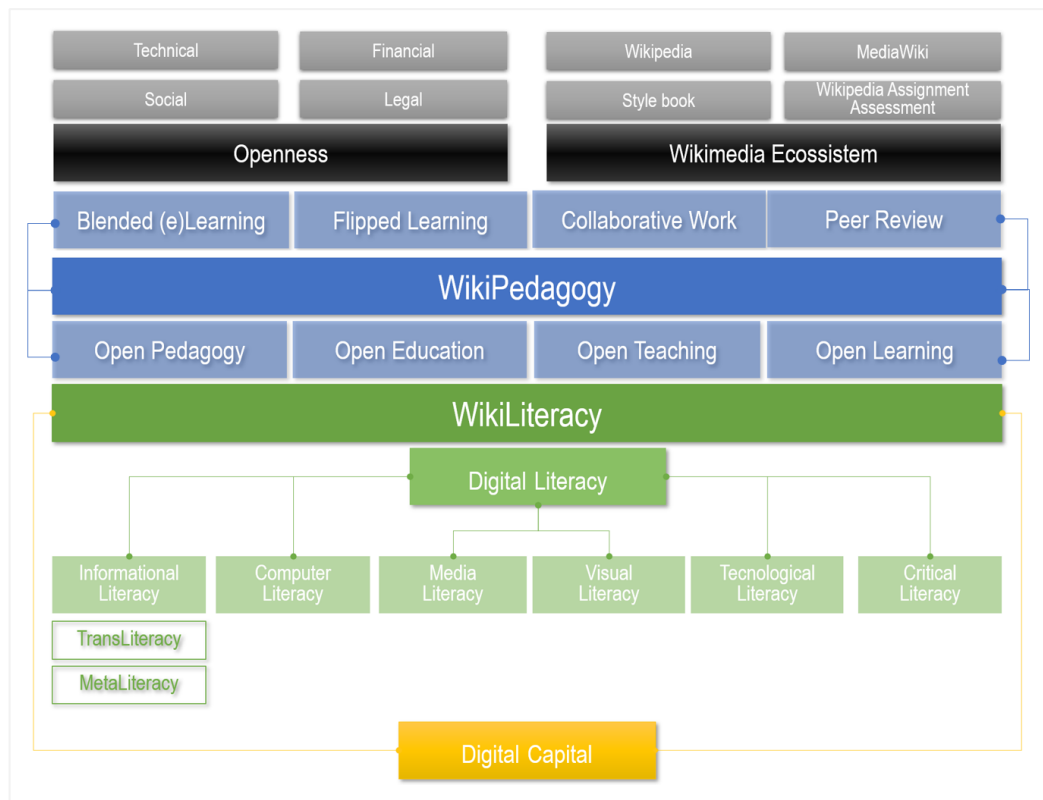 Technical
Financial
Wikipedia
MediaWiki
Social
Legal
Style book
Wikipedia Assignment
Assessment
Openness
Wikimedia Ecossistem
Blended (e)Learning
Flipped Learning
Collaborative Work
Peer Review
WikiPedagogy
Open Pedagogy
Open Education
Open Teaching
Open Learning
WikiLiteracy
Digital Literacy
Informational
Literacy
Computer
Literacy
Media
Literacy
Visual
Literacy
Tecnological
Literacy
Critical
Literacy
TransLiteracy
MetaLiteracy
Digital Capital